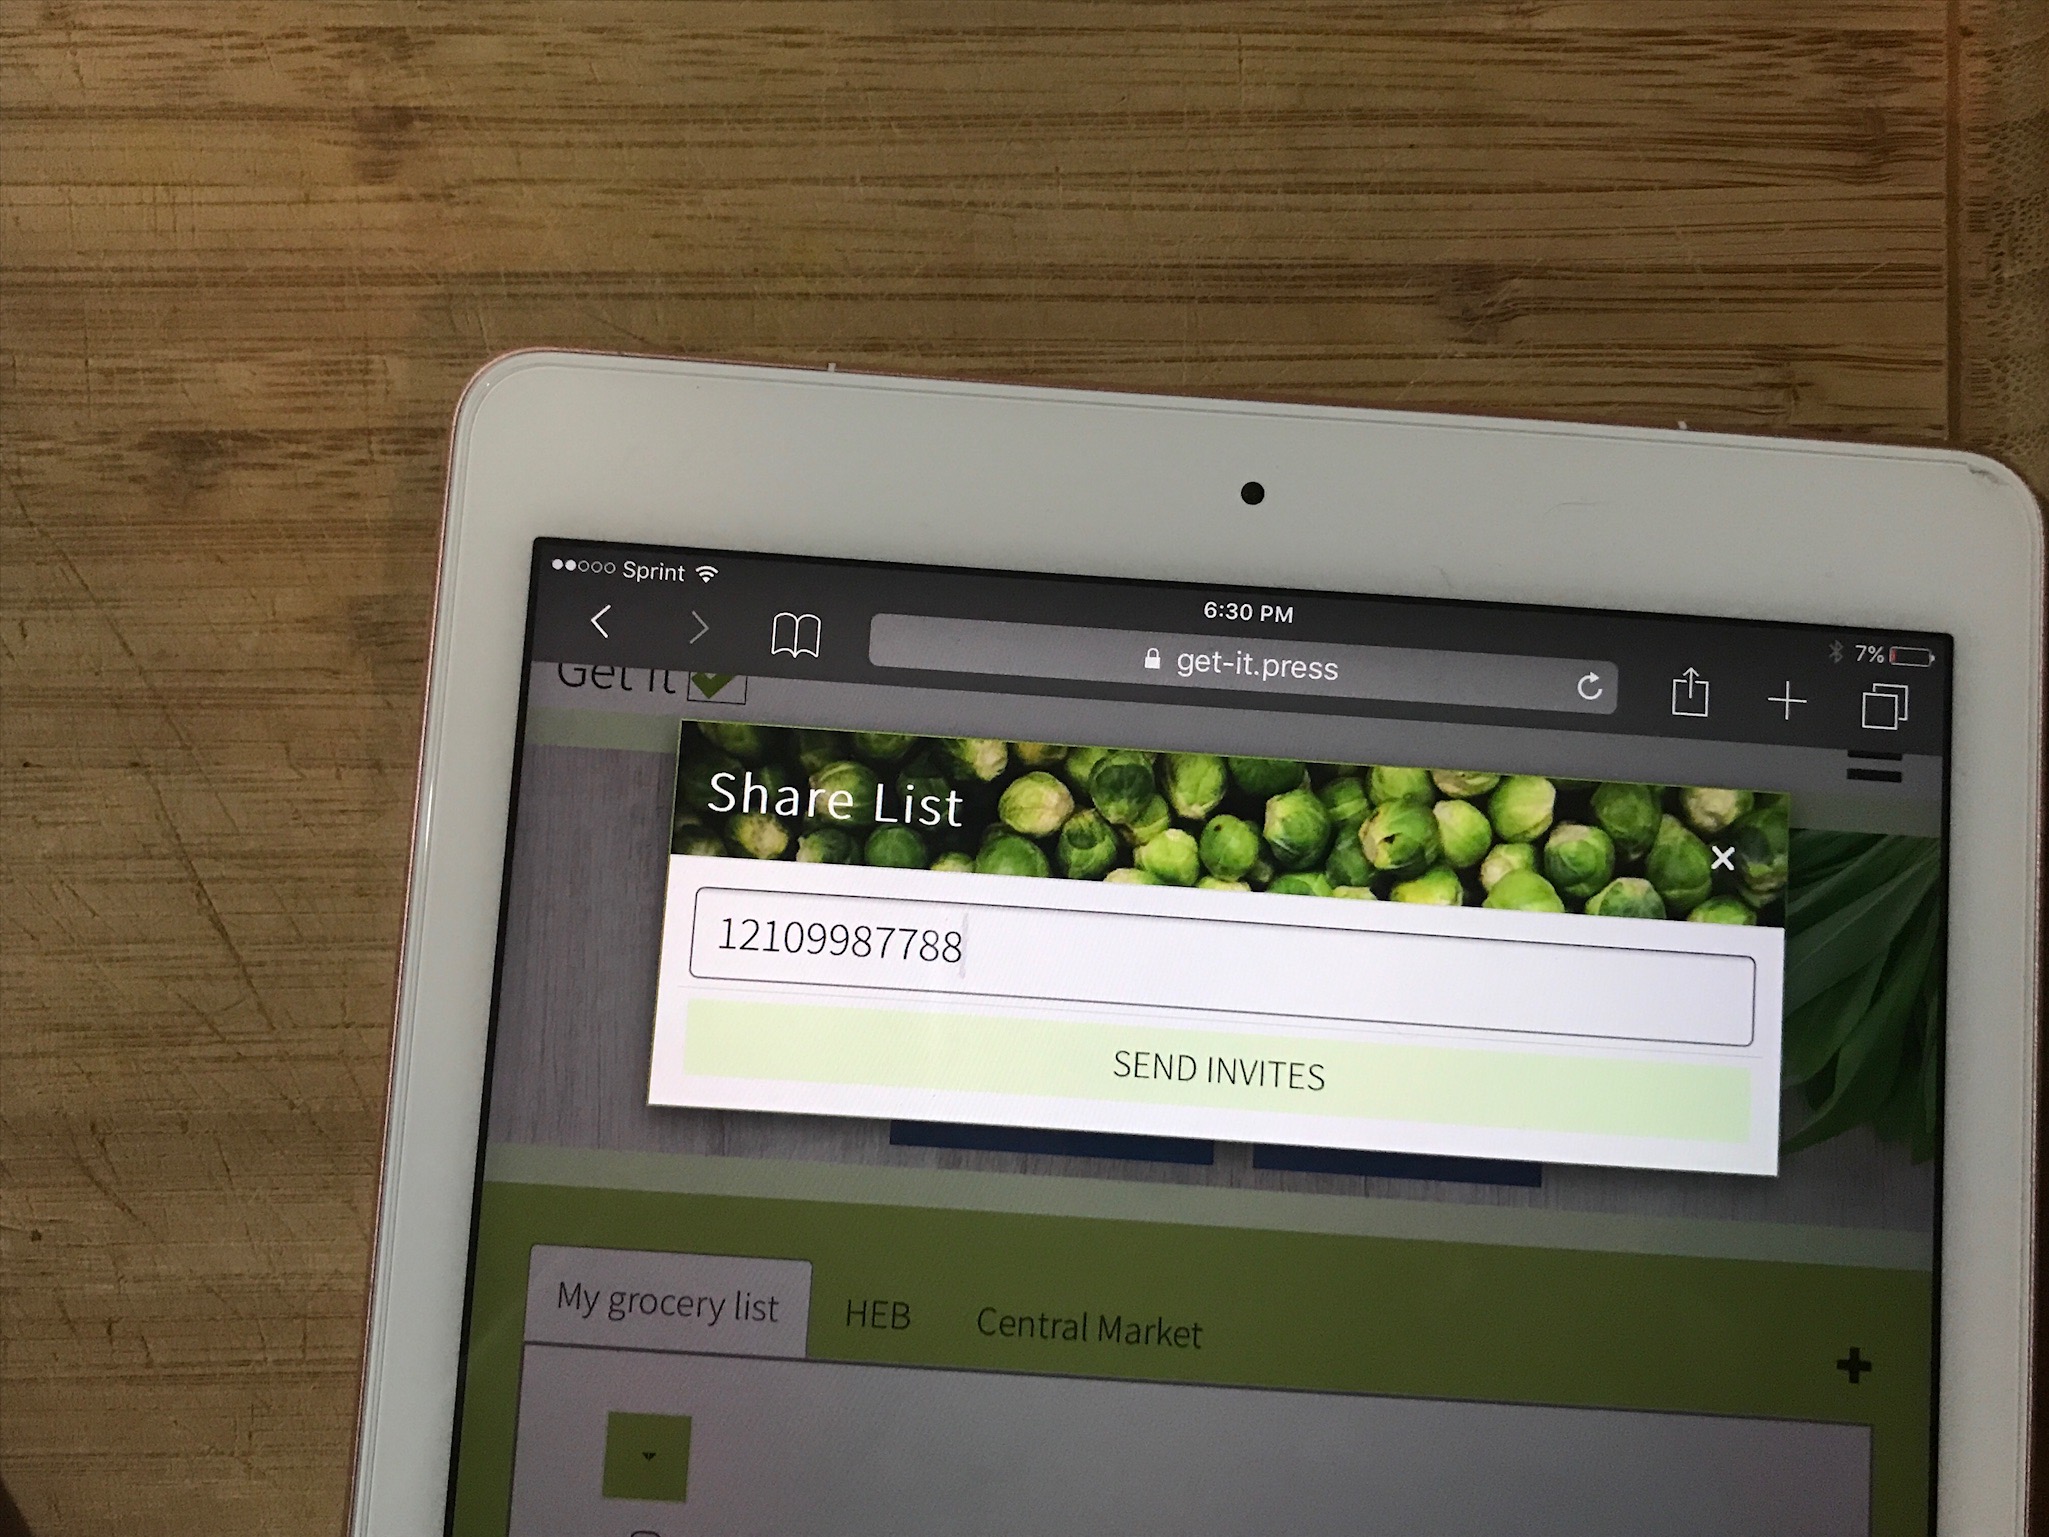 Sprint
6:30 PM
7%
get-it.press
Get it
Share List
12109987788
SEND INVITES
My grocery list
HEB
Central Market